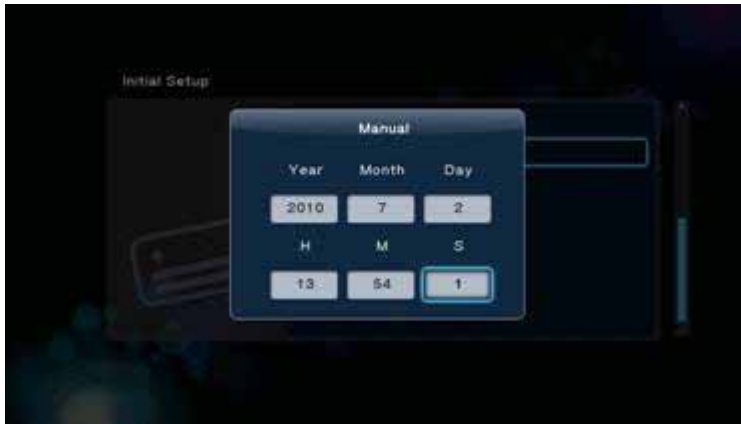 Initial Setup
Manual
Year Month Day
2010 7 2
H M S
13 54 1